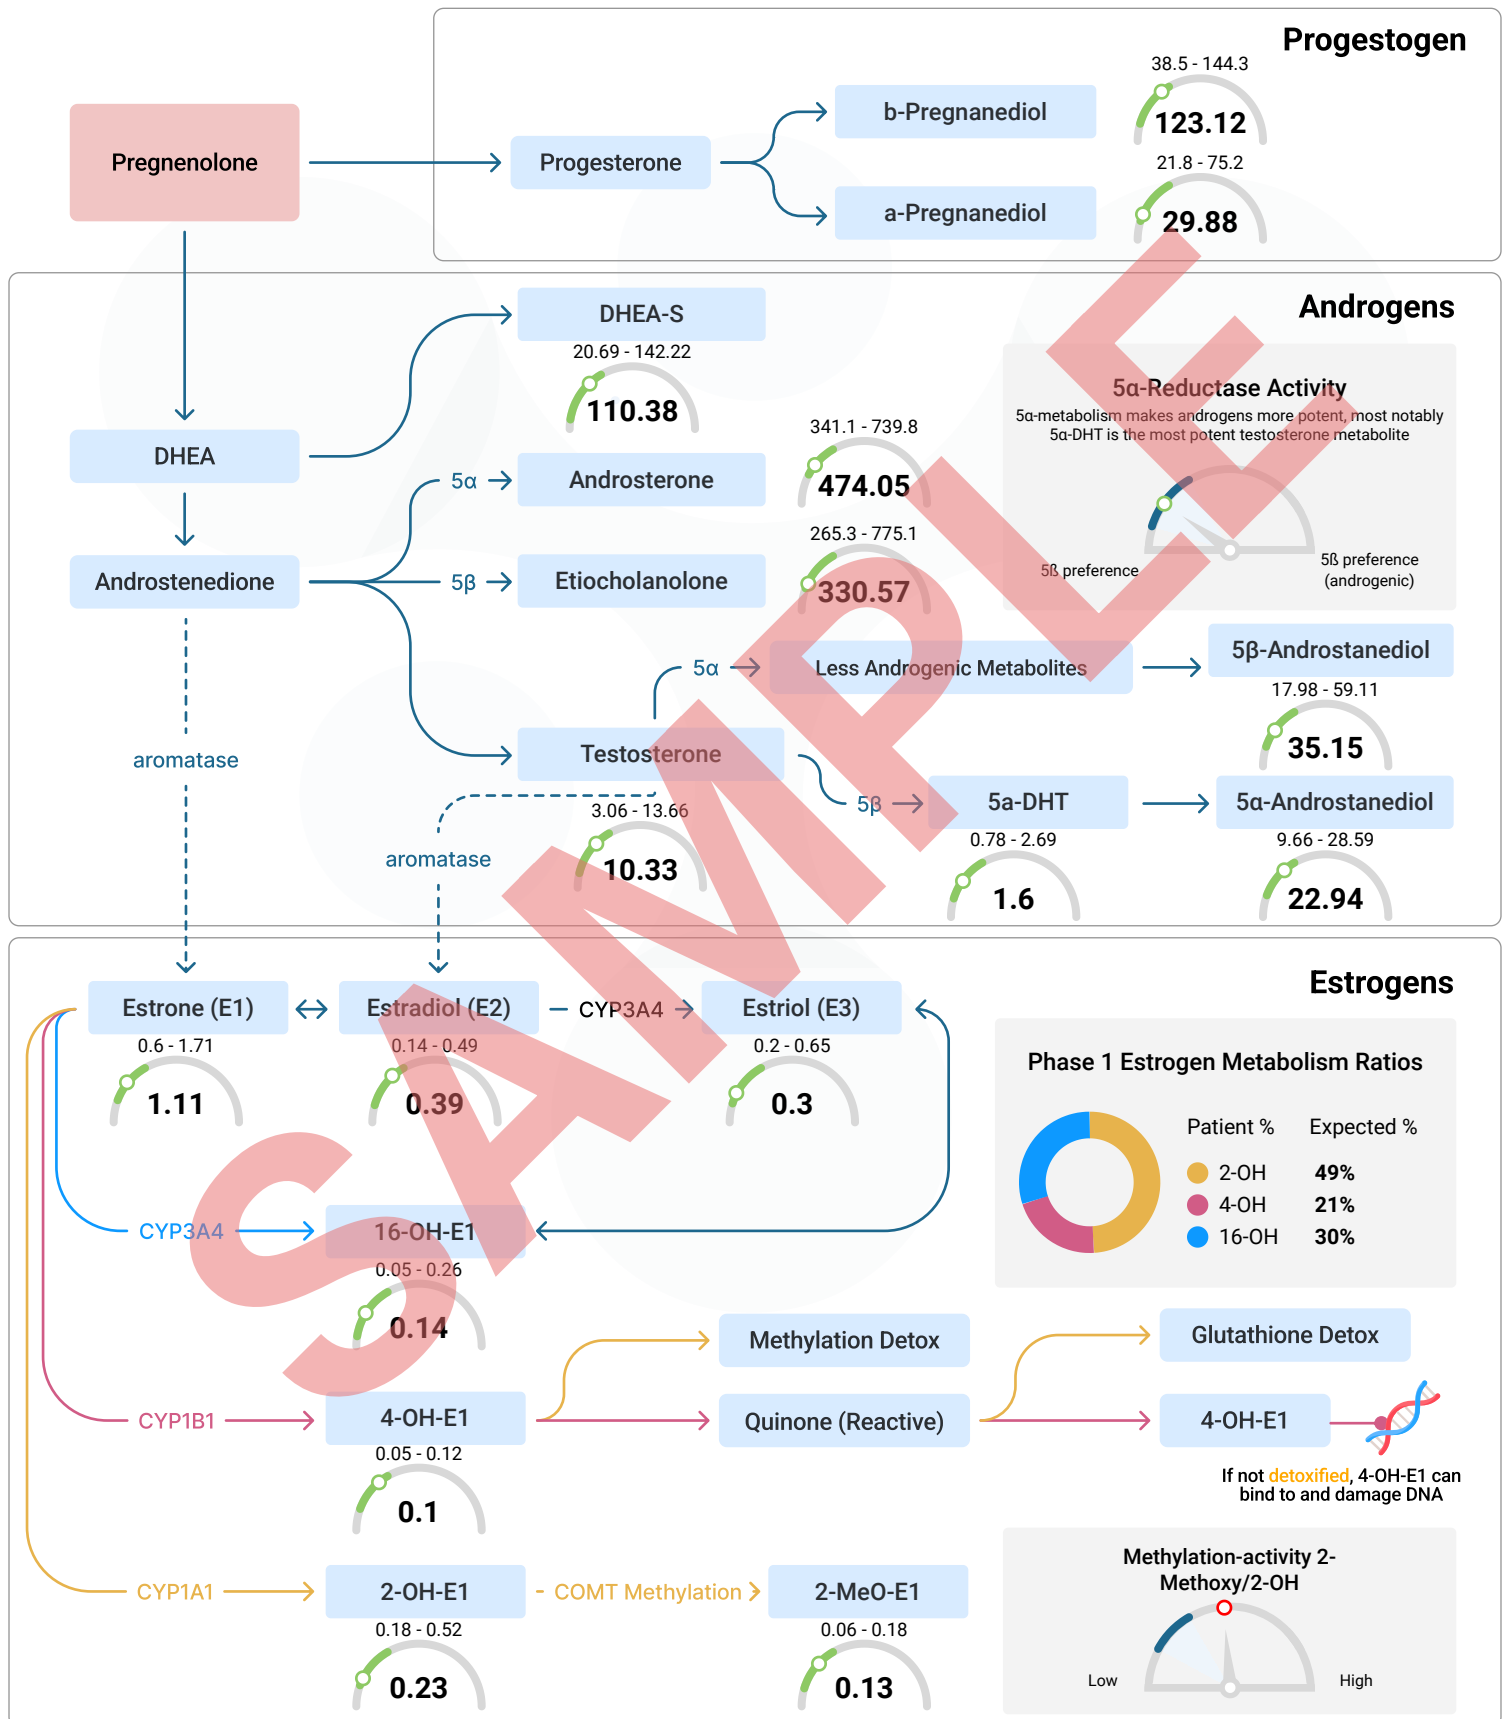 Progestogen
38.5 - 144.3
b-Pregnanediol
123.12
Pregnenolone
Progesterone
21.8 - 75.2
a-Pregnanediol
29.88
Androgens
DHEA-S
20.69 - 142.22
110.38
5α-Reductase Activity
5α-metabolism makes androgens more potent, most notably
5α-DHT is the most potent testosterone metabolite
5ß preference
5ß preference
(androgenic)
DHEA
341.1 - 739.8
5α
Androsterone
474.05
265.3 - 775.1
Androstenedione
5β
Etiocholanolone
330.57
5α
Less Androgenic Metabolites
5β-Androstanediol
17.98 - 59.11
35.15
aromatase
Testosterone
3.06 - 13.66
10.33
5β
5a-DHT
0.78 - 2.69
1.6
5α-Androstanediol
9.66 - 28.59
22.94
aromatase
Estrogens
Estrone (E1)
0.6 - 1.71
1.11
Estradiol (E2)
0.14 - 0.49
0.39
CYP3A4
Estriol (E3)
0.2 - 0.65
0.3
Phase 1 Estrogen Metabolism Ratios
Patient % Expected %
2-OH 49%
4-OH 21%
16-OH 30%
CYP3A4
16-OH-E1
0.05 - 0.26
0.14
Methylation Detox
Glutathione Detox
CYP1B1
4-OH-E1
0.05 - 0.12
0.1
Quinone (Reactive)
4-OH-E1
If not detoxified, 4-OH-E1 can
bind to and damage DNA
CYP1A1
2-OH-E1
0.18 - 0.52
0.23
COMT Methylation
2-MeO-E1
0.06 - 0.18
0.13
Methylation-activity 2-
Methoxy/2-OH
Low
High
SAMPLE